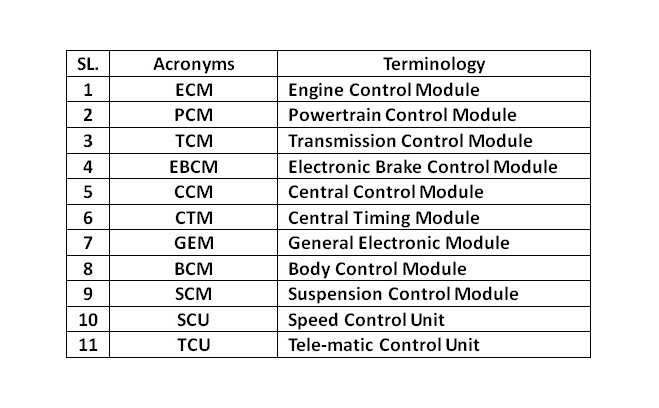 SL. Acronyms Terminology
1 ECM Engine Control Module
2 PCM Powertrain Control Module
3 TCM Transmission Control Module
4 EBCM Electronic Brake Control Module
5 CCM Central Control Module
6 CTM Central Timing Module
7 GEM General Electronic Module
8 BCM Body Control Module
9 SCM Suspension Control Module
10 SCU Speed Control Unit
11 TCU Tele-matic Control Unit